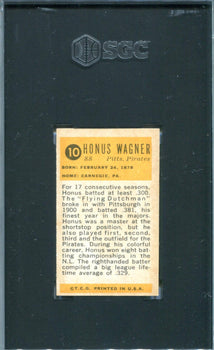 SGC
10 HONUS WAGNER
SS Pitts. Pirates
BORN: FEBRUARY 24, 1874
HOME: CARNEGIE, PA.
For 17 consecutive seasons,
Honus batted at least .300.
The "Flying Dutchman"
broke in with Pittsburgh in
1900 and batted .381, his
finest year in the majors.
Honus was a master at the
shortstop position, but he
also played first, second,
third and the outfield for the
Pirates. During his colorful
career, Honus won eight bat-
ting championships in the
N.L. The righthanded batter
compiled a big league life-
time average of .329.
©T.C.G. PRINTED IN U.S.A.